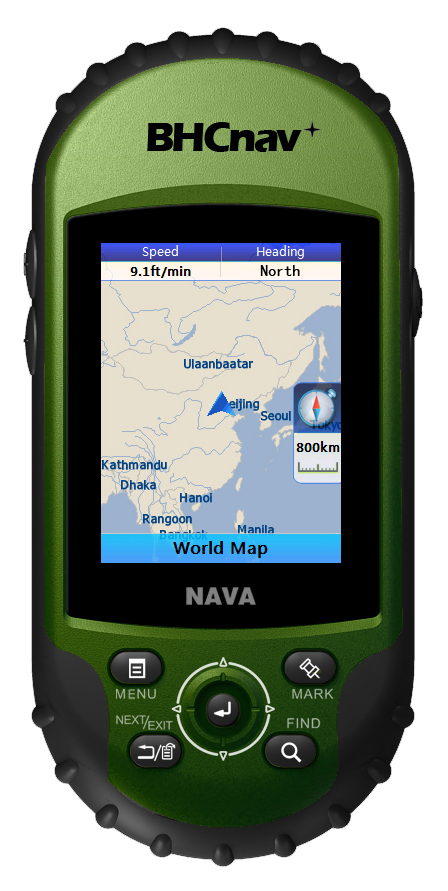 BHCnav
Speed Heading
9.1ft/min North
Ulaanbaatar
eijing
Seoul
Tokyo
800km
Kathmandu
Dhaka
Hanoi
Rangoon
Manila
Bangkok
World Map
NAVA
MENU
MARK
NEXT/EXIT
FIND